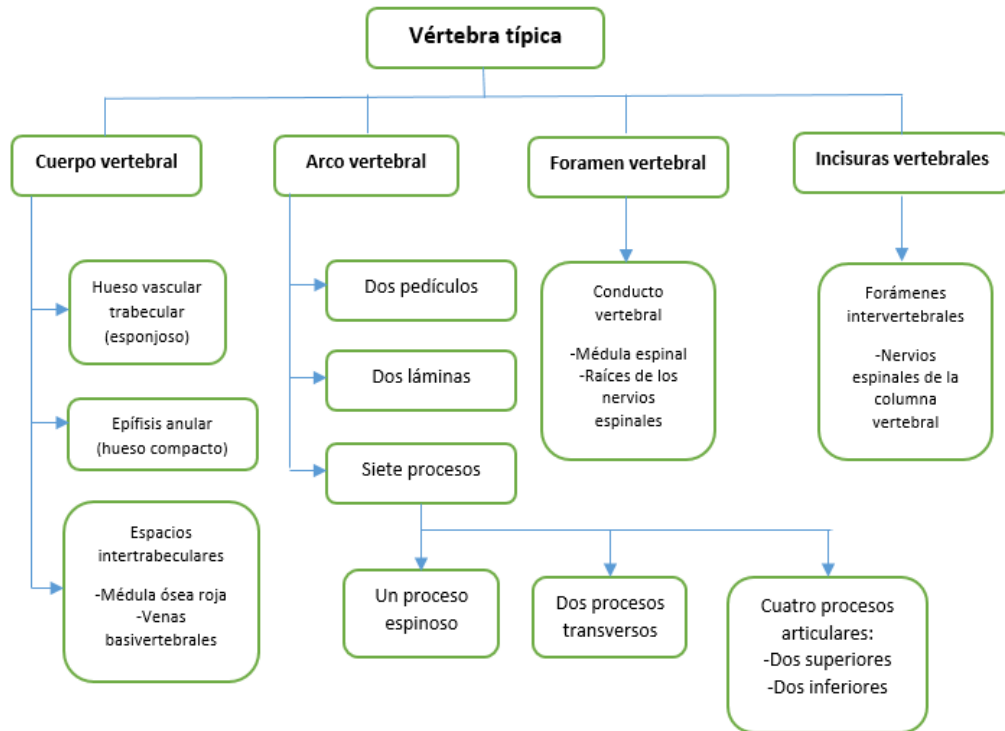 Vértebra típica
Cuerpo vertebral
Arco vertebral
Foramen vertebral
Incisuras vertebrales
Hueso vascular
trabecular
(esponjoso)
Epífisis anular
(hueso compacto)
Espacios
intertrabeculares
-Médula ósea roja
-Venas
basivertebrales
Dos pedículos
Dos láminas
Siete procesos
Un proceso
espinoso
Dos procesos
transversos
Cuatro procesos
articulares:
-Dos superiores
-Dos inferiores
Conducto
vertebral
-Médula espinal
-Raíces de los
nervios
espinales
Forámenes
intervertebrales
-Nervios
espinales de la
columna
vertebral